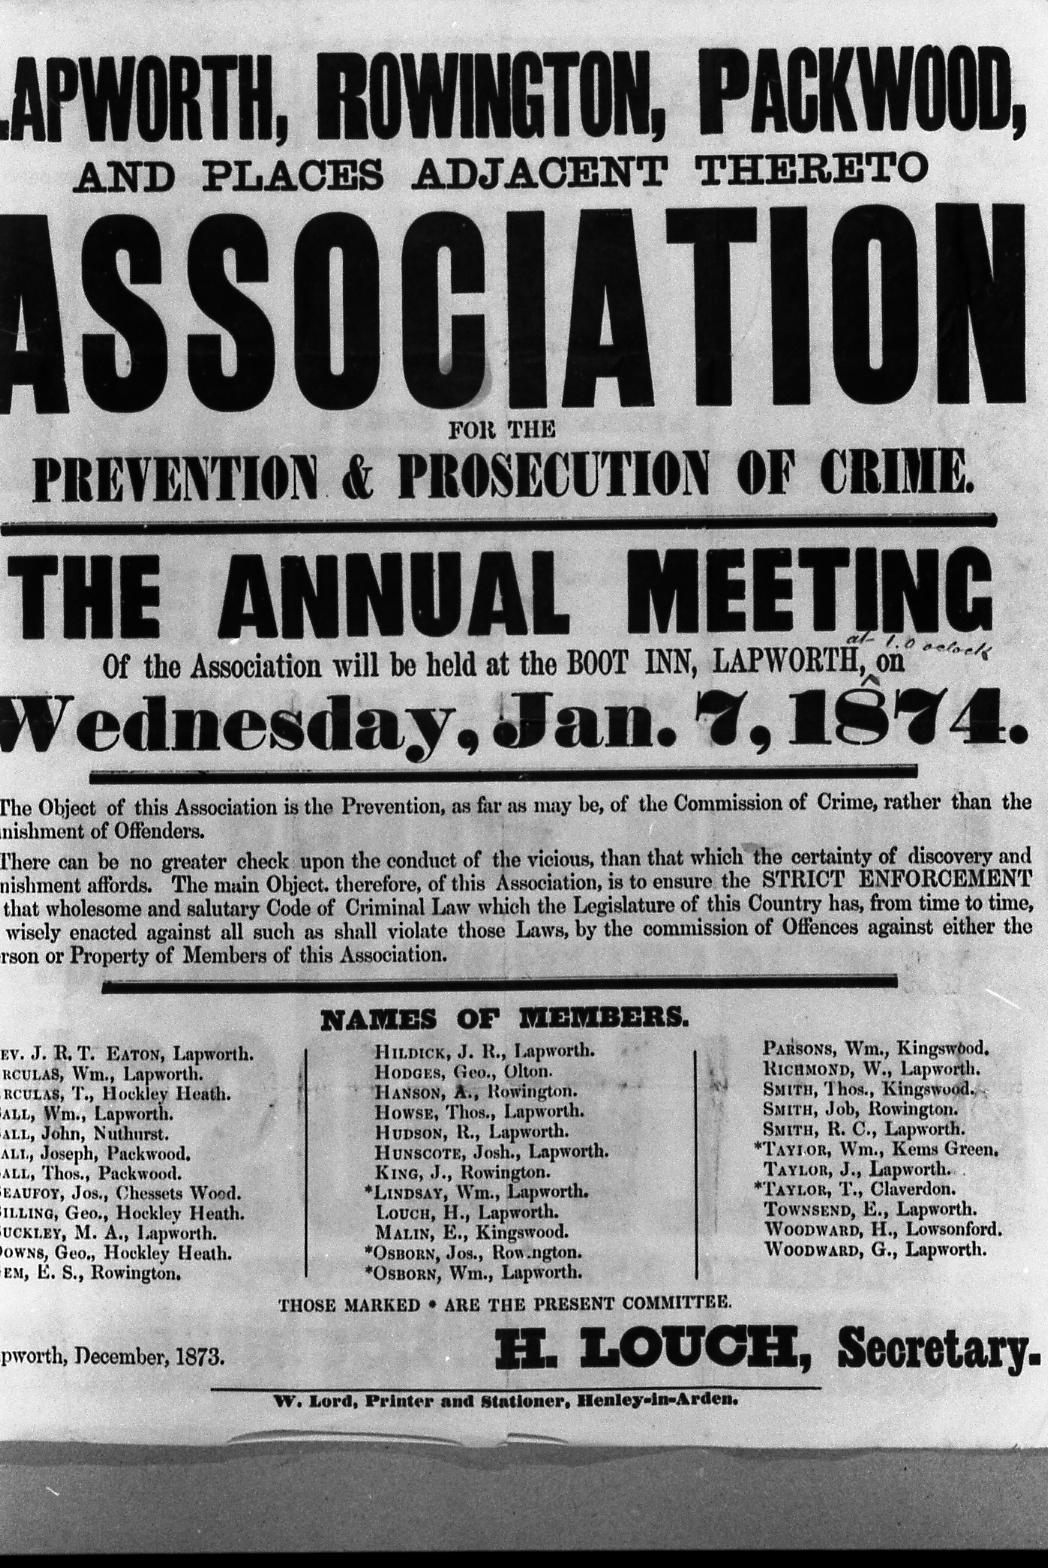 LAPWORTH, ROWINGTON, PACKWOOD,
AND PLACES ADJACENT THERETO
ASSOCIATION
FOR THE
PREVENTION & PROSECUTION OF CRIME.
THE ANNUAL MEETING
at 1.0 oclock
Of the Association will be held at the BOOT INN, LAPWORTH, ^ on
Wednesday, Jan. 7, 1874.
The Object of this Association is the Prevention, as far as may be, of the Commission of Crime, rather than the
nishment of Offenders.
There can be no greater check upon the conduct of the vicious, than that which the certainty of discovery and
nishment affords. The main Object. therefore, of this Association, is to ensure the STRICT ENFORCEMENT
that wholesome and salutary Code of Criminal Law which the Legislature of this Country has, from time to time,
wisely enacted against all such as shall violate those Laws, by the commission of Offences against either the
rson or Property of Members of this Association.
NAMES OF MEMBERS.
EV. J. R. T. EATON, Lapworth.
RCULAS, Wm., Lapworth.
RCULAS, T., Hockley Heath.
ALL, Wm., Lapworth.
ALL, John, Nuthurst.
ALL, Joseph, Packwood.
ALL, Thos., Packwood.
EAUFOY, Jos., Chessets Wood.
ILLING, Geo., Hockley Heath.
UCKLEY, M. A., Lapworth.
OWNS, Geo., Hockley Heath.
EM, E. S., Rowington.
HILDICK, J. R., Lapworth.
HODGES, Geo., Olton.
HANSON, A., Rowington.
HOWSE, Thos., Lapworth.
HUDSON, R., Lapworth.
HUNSCOTE, Josh., Lapworth.
KING, J., Rowington.
*LINDSAY, Wm., Lapworth.
LOUCH, H., Lapworth.
MALIN, E., Kingswood.
*OSBORN, Jos., Rowington.
*OSBORN, Wm., Lapworth.
PARSONS, Wm., Kingswood.
RICHMOND, W., Lapworth.
SMITH, Thos., Kingswood.
SMITH, Job, Rowington.
SMITH, R. C., Lapworth.
*TAYLOR, Wm., Kems Green.
TAYLOR, J., Lapworth.
*TAYLOR, T., Claverdon.
TOWNSEND, E., Lapworth.
WOODWARD, H., Lowsonford.
WOODWARD, G., Lapworth.
THOSE MARKED * ARE THE PRESENT COMMITTEE.
H. LOUCH, Secretary.
pworth, December, 1873.
W. Lord, Printer and Stationer, Henley-in-Arden.